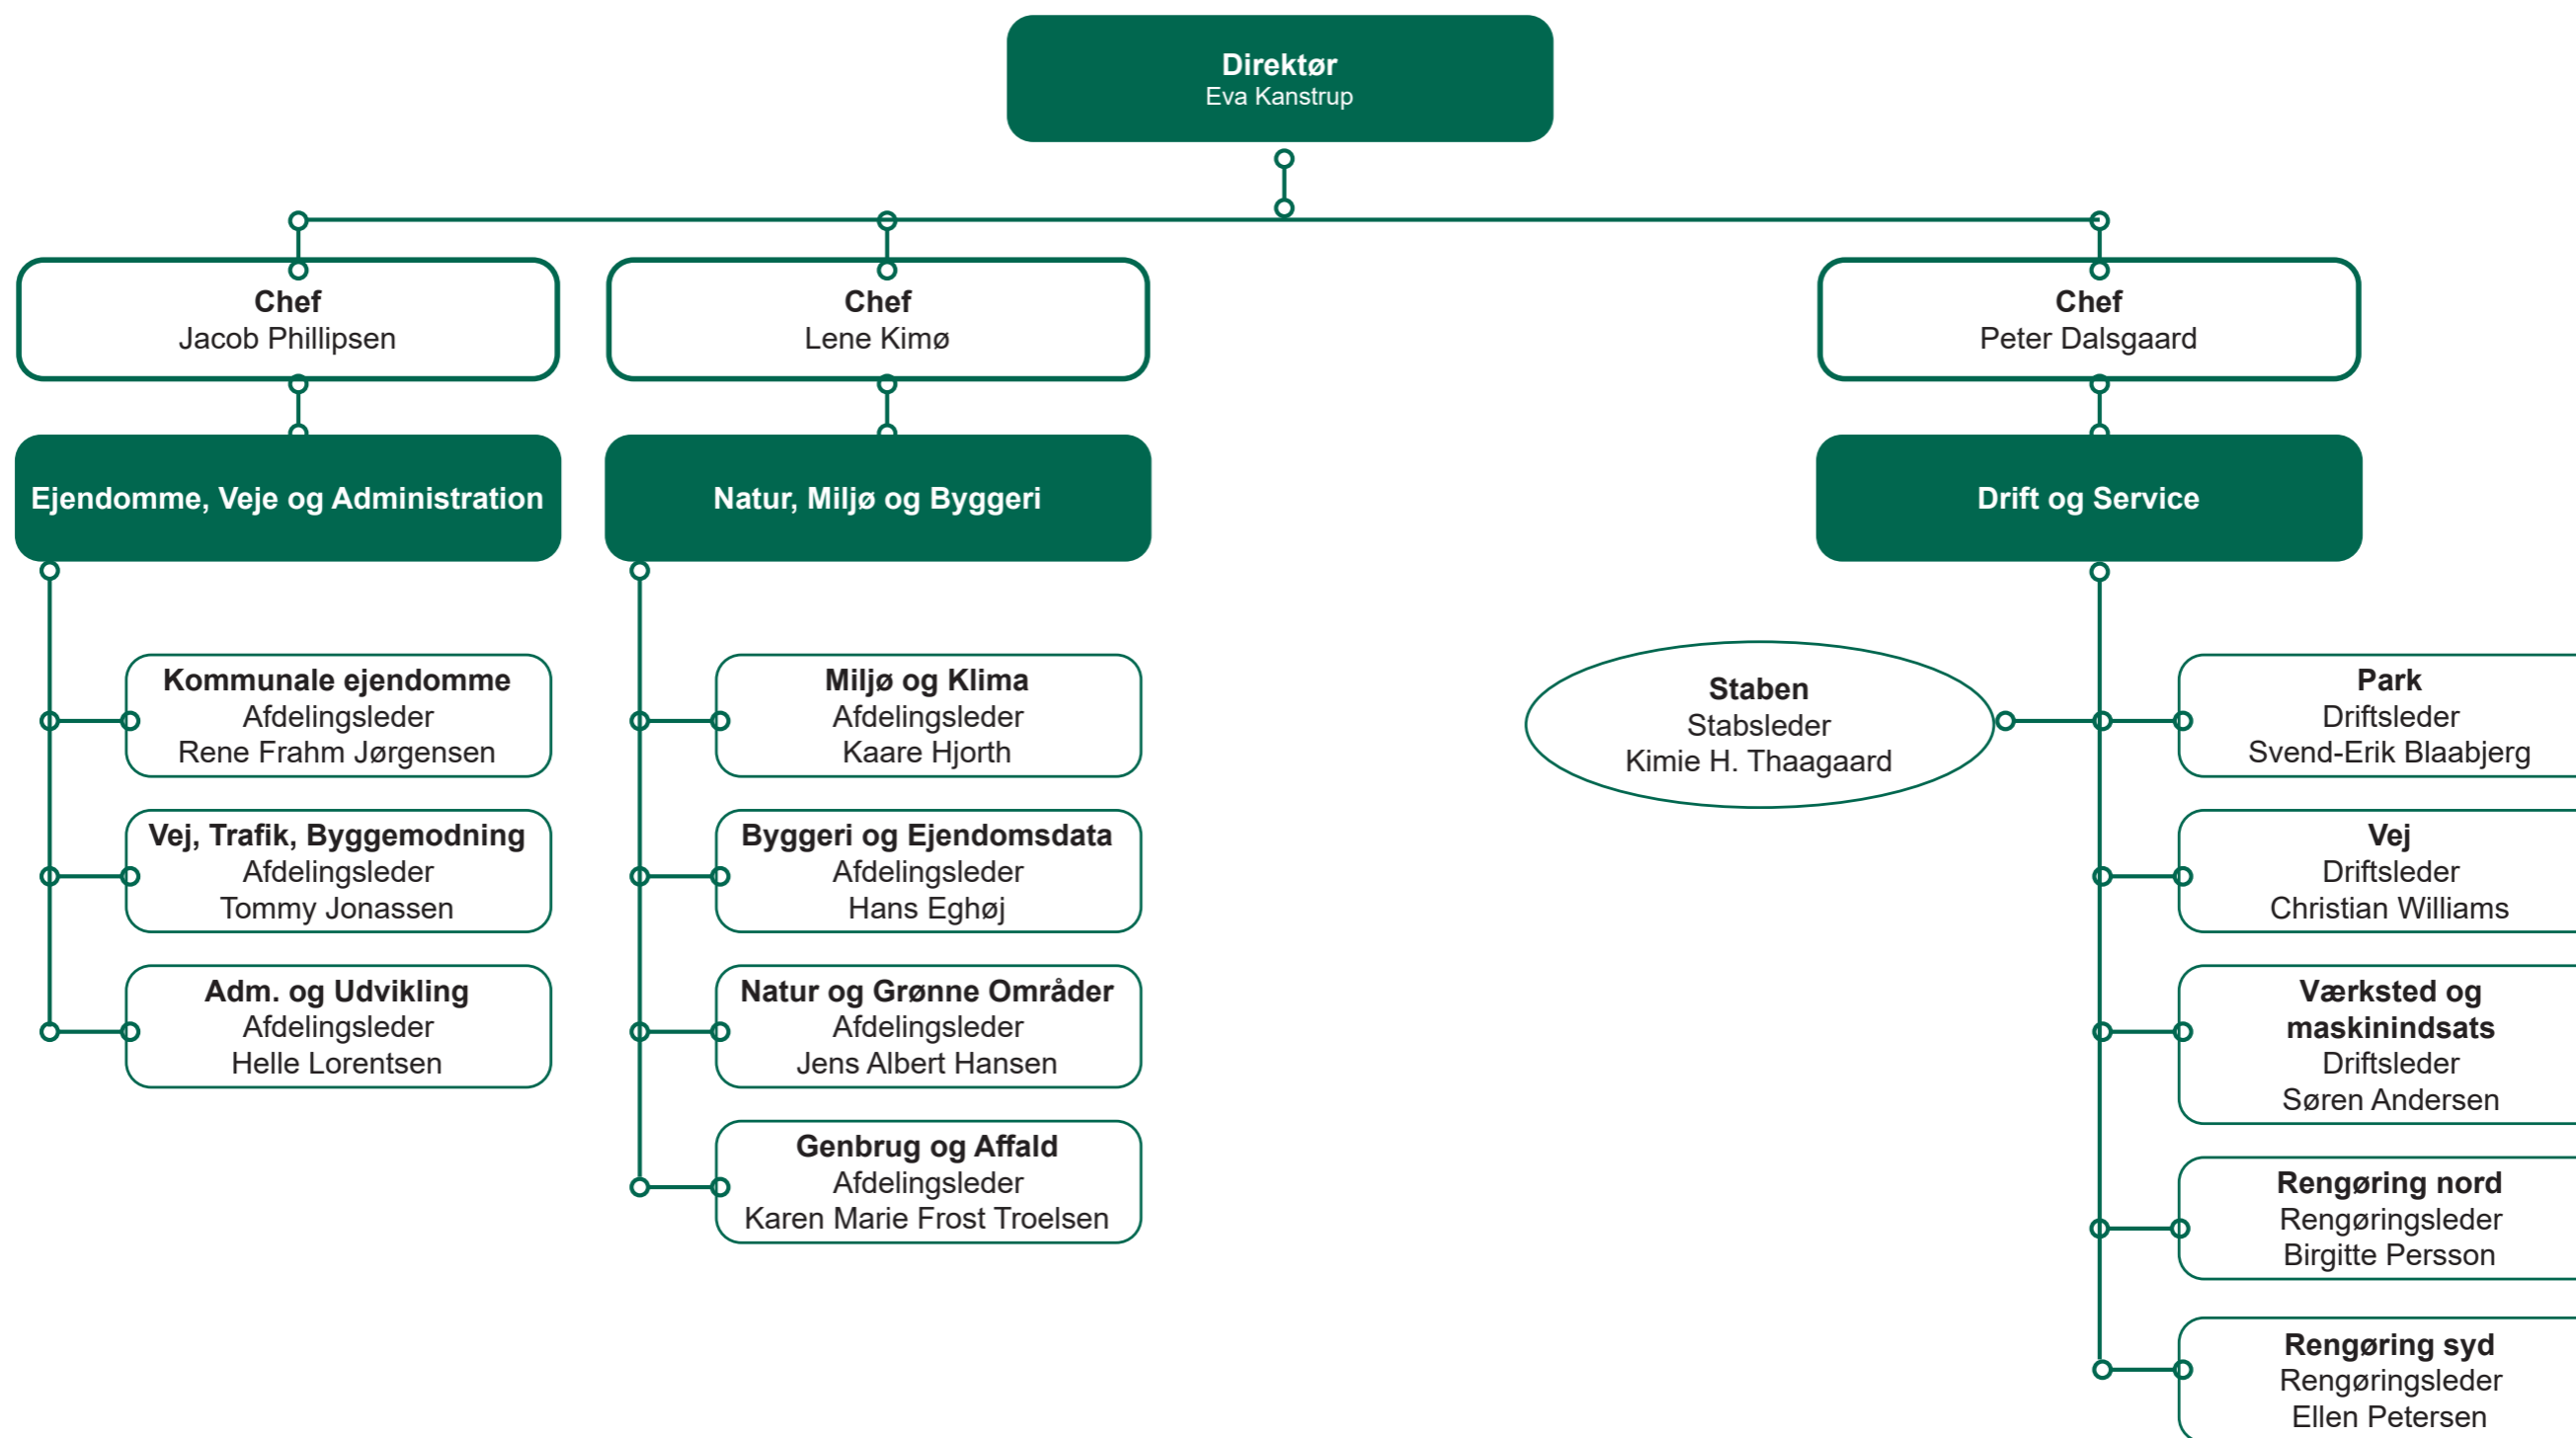 Direktør
Eva Kanstrup
Chef
Jacob Phillipsen
Chef
Lene Kimø
Chef
Peter Dalsgaard
Ejendomme, Veje og Administration
Natur, Miljø og Byggeri
Drift og Service
Kommunale ejendomme
Afdelingsleder
Rene Frahm Jørgensen
Vej, Trafik, Byggemodning
Afdelingsleder
Tommy Jonassen
Adm. og Udvikling
Afdelingsleder
Helle Lorentsen
Miljø og Klima
Afdelingsleder
Kaare Hjorth
Byggeri og Ejendomsdata
Afdelingsleder
Hans Eghøj
Natur og Grønne Områder
Afdelingsleder
Jens Albert Hansen
Genbrug og Affald
Afdelingsleder
Karen Marie Frost Troelsen
Staben
Stabsleder
Kimie H. Thaagaard
Park
Driftsleder
Svend-Erik Blaabjerg
Vej
Driftsleder
Christian Williams
Værksted og
maskinindsats
Driftsleder
Søren Andersen
Rengøring nord
Rengøringsleder
Birgitte Persson
Rengøring syd
Rengøringsleder
Ellen Petersen